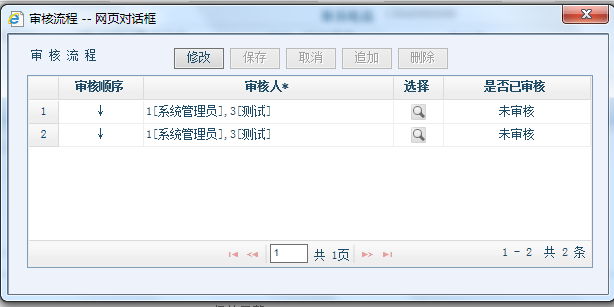 审核流程 -- 网页对话框
审核流程 修改 保存 取消 追加 删除
审核顺序 审核人* 选择 是否已审核
1 ↓ 1[系统管理员],3[测试] 未审核
2 ↓ 1[系统管理员],3[测试] 未审核
1 共 1页 1 - 2 共 2 条